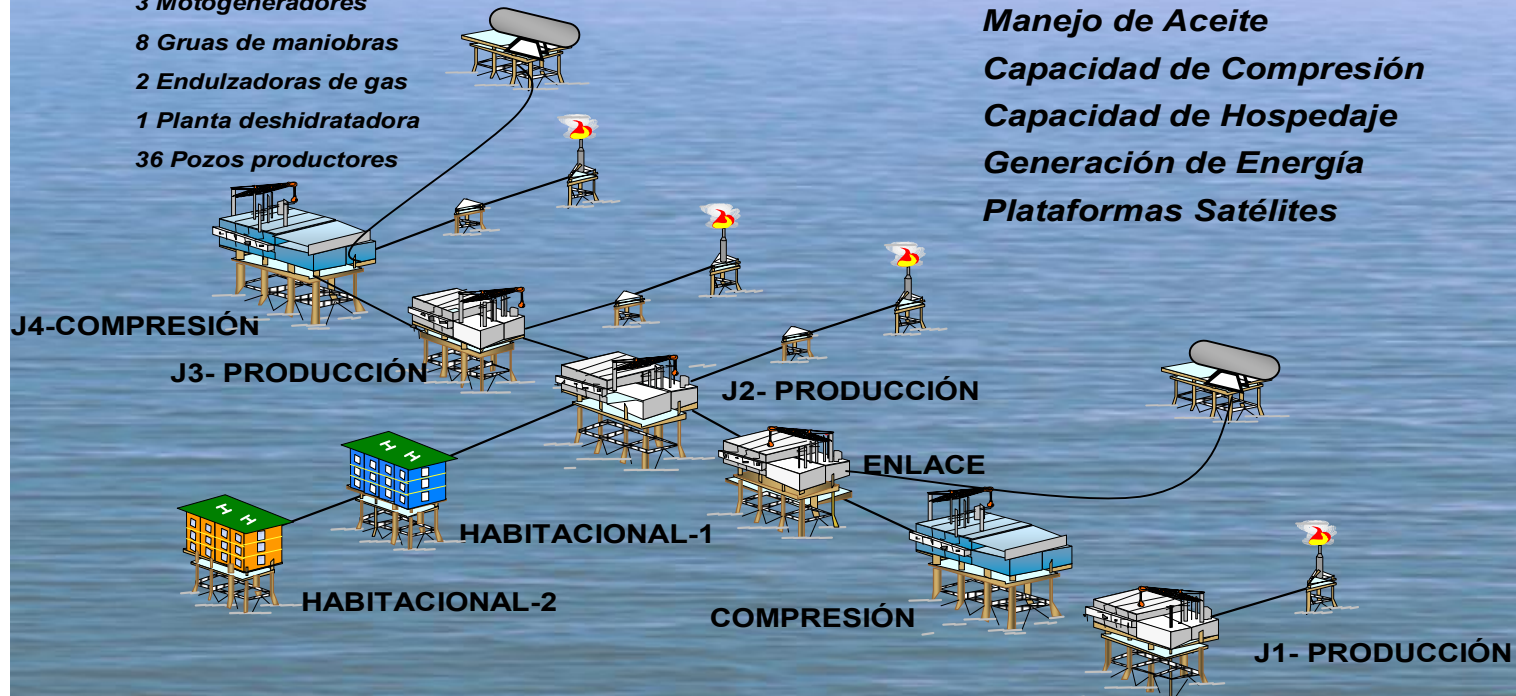 3 Motogeneradores
8 Gruas de maniobras
2 Endulzadoras de gas
1 Planta deshidratadora
36 Pozos productores
Manejo de Aceite
Capacidad de Compresión
Capacidad de Hospedaje
Generación de Energía
Plataformas Satélites
J4-COMPRESIÓN
J3- PRODUCCIÓN
J2- PRODUCCIÓN
ENLACE
HABITACIONAL-1
HABITACIONAL-2
COMPRESIÓN
J1- PRODUCCIÓN
H H
H H